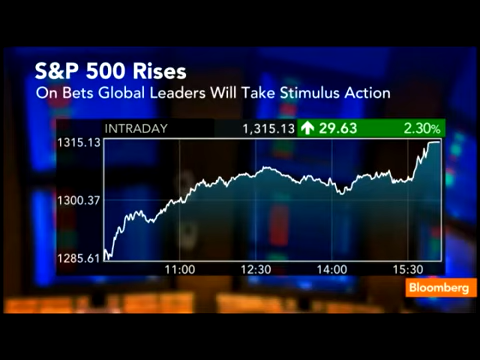 S&P 500 Rises
On Bets Global Leaders Will Take Stimulus Action
INTRADAY 1,315.13 29.63 2.30%
1315.13
1300.37
1285.61
11:00 12:30 14:00 15:30
Bloomberg